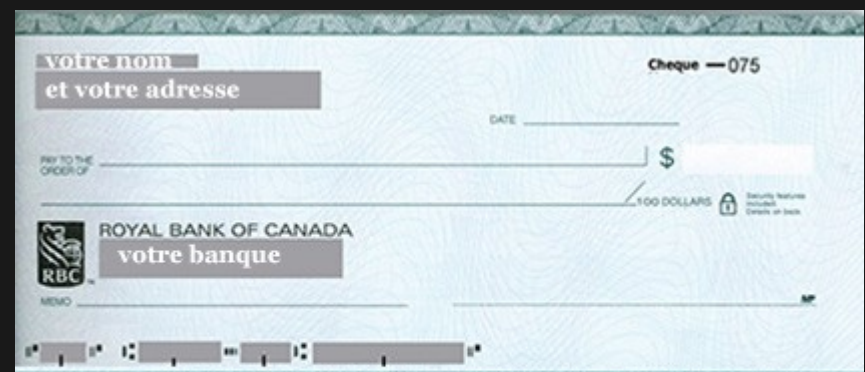 votre nom
et votre adresse
Cheque — 075
DATE
PAY TO THE
ORDER OF
$
/100 DOLLARS
Security features
included.
Details on back.
ROYAL BANK OF CANADA
votre banque
RBC
MEMO
MP